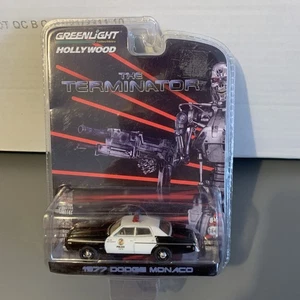 GREENLIGHT
HOLLYWOOD
THE
TERMINATOR
1977 DODGE MONACO